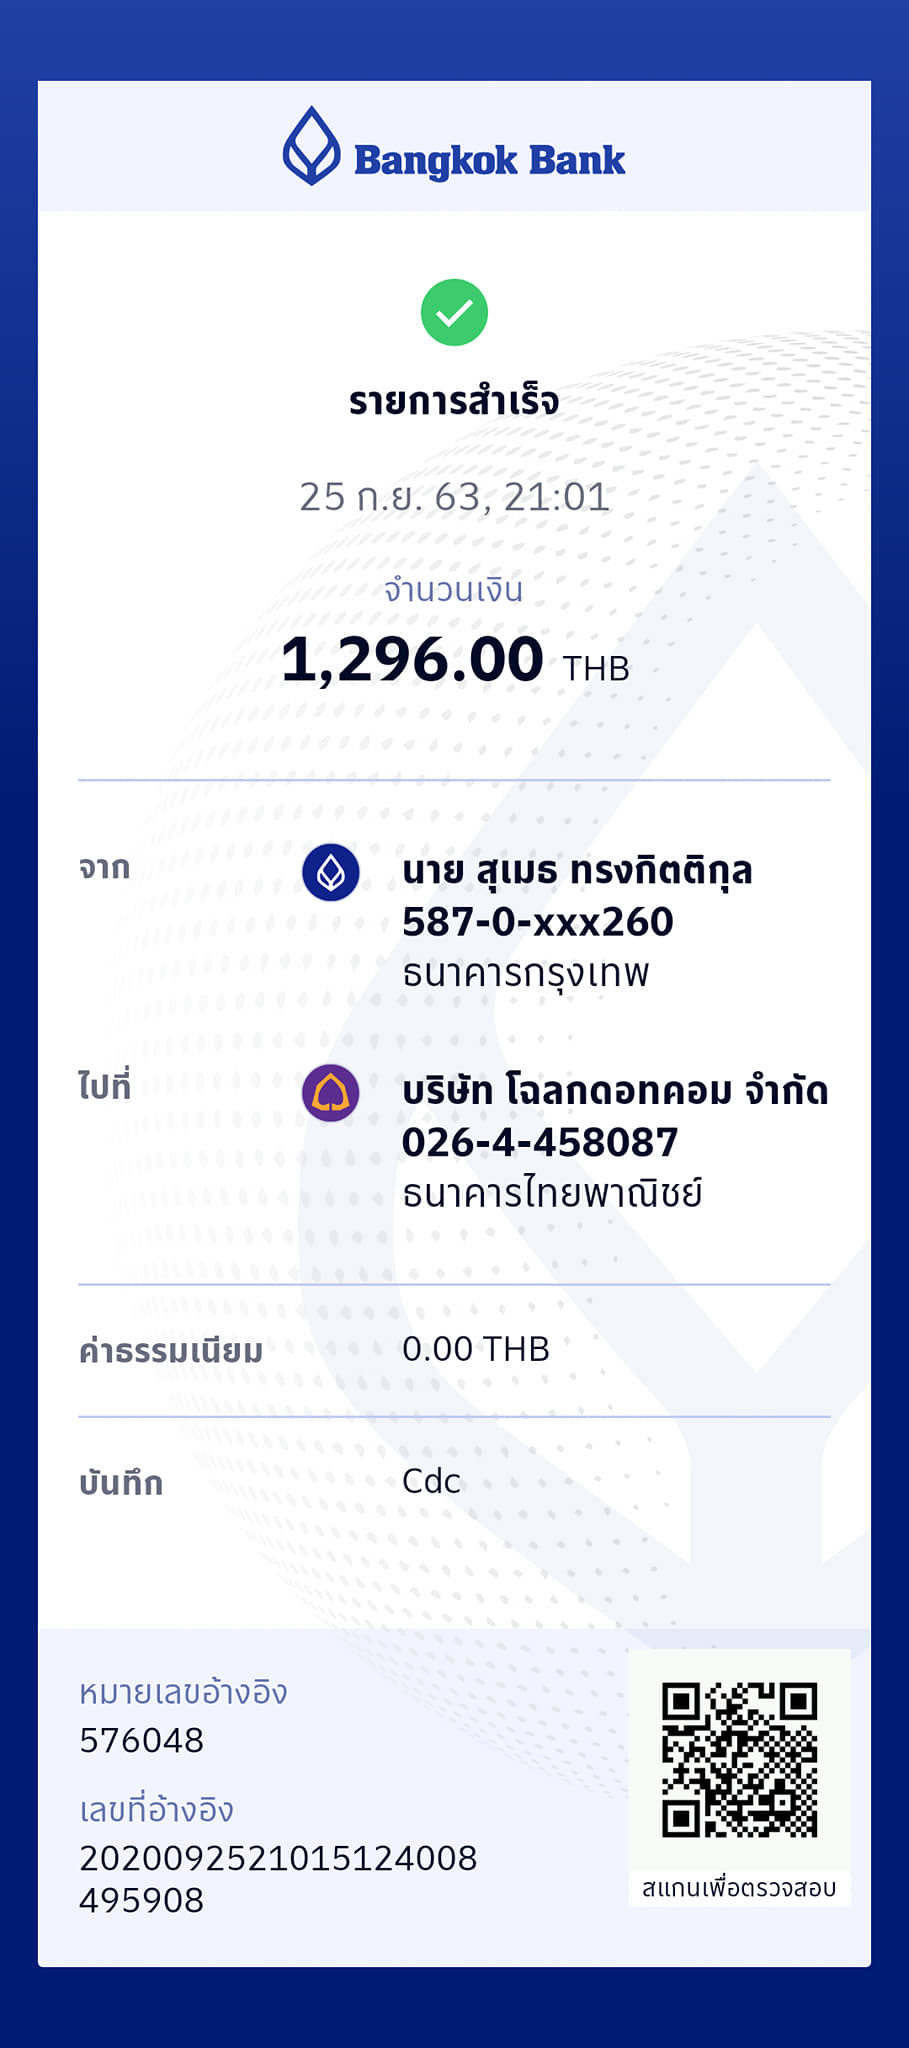 Bangkok Bank
รายการสำเร็จ
25 ก.ย. 63, 21:01
จำนวนเงิน
1,296.00 THB
จาก
นาย สุเมธ ทรงกิตติกุล
587-0-xxx260
ธนาคารกรุงเทพ
ไปที่
บริษัท โฉลกดอทคอม จำกัด
026-4-458087
ธนาคารไทยพาณิชย์
ค่าธรรมเนียม 0.00 THB
บันทึก Cdc
หมายเลขอ้างอิง
576048
เลขที่อ้างอิง
2020092521015124008
495908
สแกนเพื่อตรวจสอบ